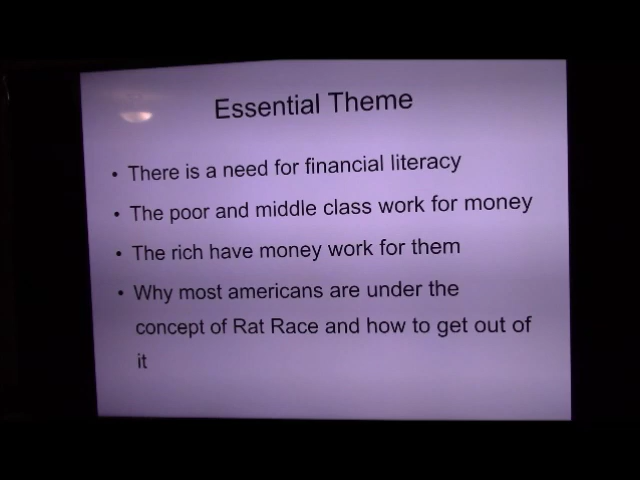 Essential Theme
• There is a need for financial literacy
• The poor and middle class work for money
• The rich have money work for them
• Why most americans are under the
concept of Rat Race and how to get out of
it